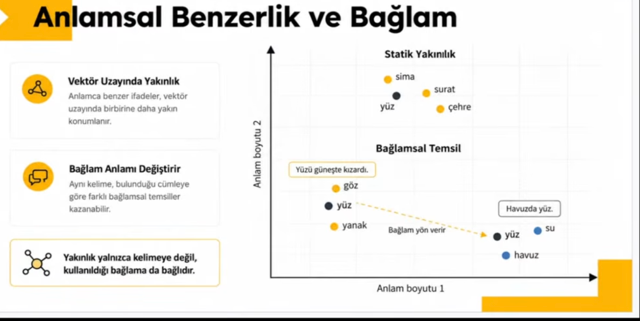 Anlamsal Benzerlik ve Bağlam
Vektör Uzayında Yakınlık
Anlamca benzer ifadeler, vektör
uzayında birbirine daha yakın
konumlanır.
Bağlam Anlamı Değiştirir
Aynı kelime, bulunduğu cümleye
göre farklı bağlamsal temsiller
kazanabilir.
Yakınlık yalnızca kelimeye değil,
kullanıldığı bağlama da bağlıdır.
Statik Yakınılık
sima
yüz
surat
çehre
Bağlamsal Temsil
Yüzü güneşte kızardı.
göz
yüz
yanak
Bağlam yön verir
Havuzda yüz.
yüz
su
havuz
Anlam boyutu 2
Anlam boyutu 1